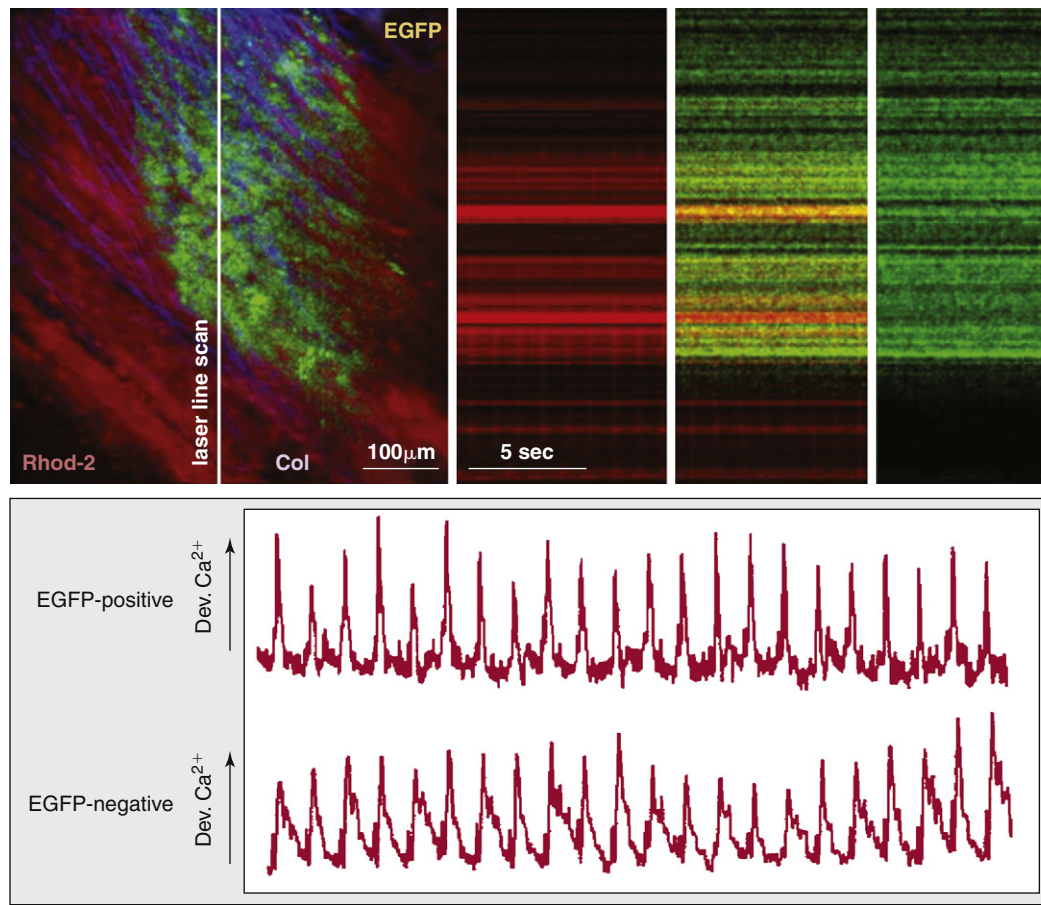 EGFP
laser line scan
Rhod-2
Col
100μm
5 sec
EGFP-positive
Dev. Ca²⁺
EGFP-negative
Dev. Ca²⁺